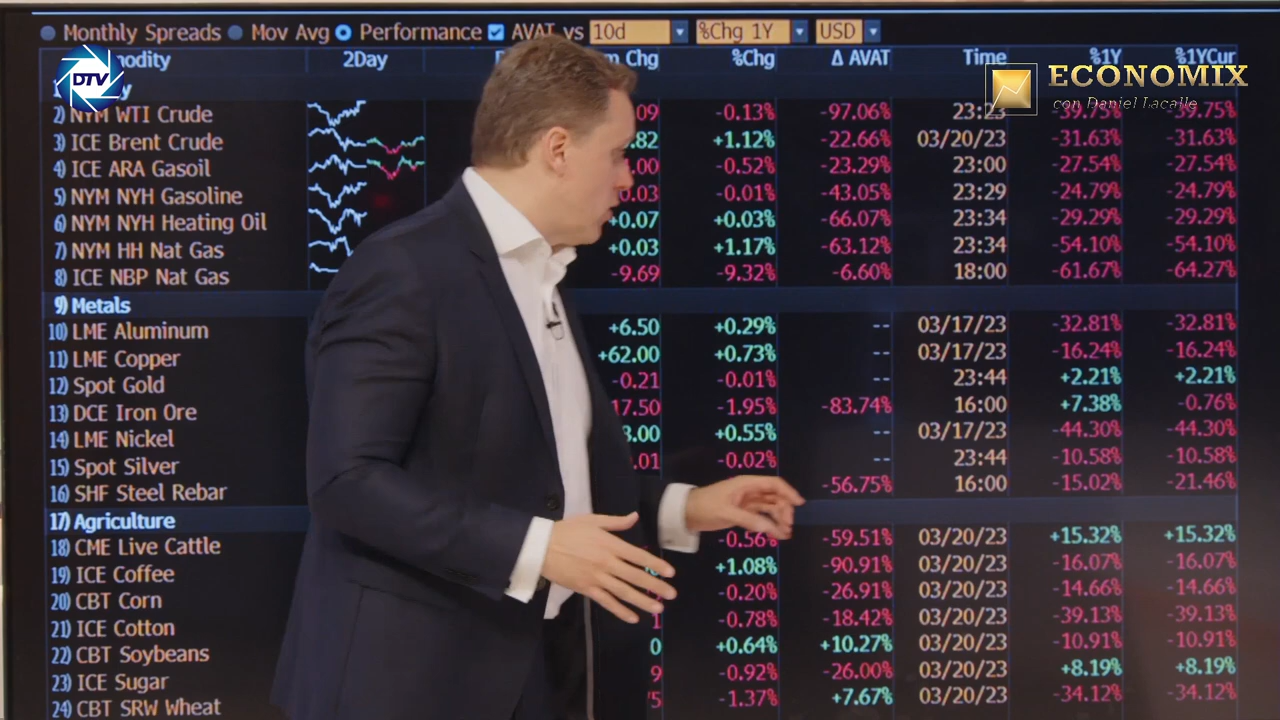 Monthly Spreads Mov Avg Performance AVAT vs 10d %Chg 1Y USD
DTV
odity 2Day Chg %Chg Δ AVAT Time %1Y %1YCur
ECONOMIX
con Daniel Lacalle
2) NYM WTI Crude .09 -0.13% -97.06% 23:23 -39.75% -39.75%
3) ICE Brent Crude .82 +1.12% -22.66% 03/20/23 -31.63% -31.63%
4) ICE ARA Gasoil .00 -0.52% -23.29% 23:00 -27.54% -27.54%
5) NYM NYH Gasoline 0.03 -0.01% -43.05% 23:29 -24.79% -24.79%
6) NYM NYH Heating Oil +0.07 +0.03% -66.07% 23:34 -29.29% -29.29%
7) NYM HH Nat Gas +0.03 +1.17% -63.12% 23:34 -54.10% -54.10%
8) ICE NBP Nat Gas -9.69 -9.32% -6.60% 18:00 -61.67% -64.27%
9) Metals
10) LME Aluminum +6.50 +0.29% -- 03/17/23 -32.81% -32.81%
11) LME Copper +62.00 +0.73% -- 03/17/23 -16.24% -16.24%
12) Spot Gold -0.21 -0.01% -- 23:44 +2.21% +2.21%
13) DCE Iron Ore 17.50 -1.95% -83.74% 16:00 +7.38% -0.76%
14) LME Nickel 3.00 +0.55% -- 03/17/23 -44.30% -44.30%
15) Spot Silver .01 -0.02% -- 23:44 -10.58% -10.58%
16) SHF Steel Rebar -56.75% 16:00 -15.02% -21.46%
17) Agriculture
18) CME Live Cattle -0.56% -59.51% 03/20/23 +15.32% +15.32%
19) ICE Coffee +1.08% -90.91% 03/20/23 -16.07% -16.07%
20) CBT Corn -0.20% -26.91% 03/20/23 -14.66% -14.66%
21) ICE Cotton -0.78% -18.42% 03/20/23 -39.13% -39.13%
22) CBT Soybeans 0 +0.64% +10.27% 03/20/23 -10.91% -10.91%
23) ICE Sugar 9 -0.92% -26.00% 03/20/23 +8.19% +8.19%
24) CBT SRW Wheat 5 -1.37% +7.67% 03/20/23 -34.12% -34.12%